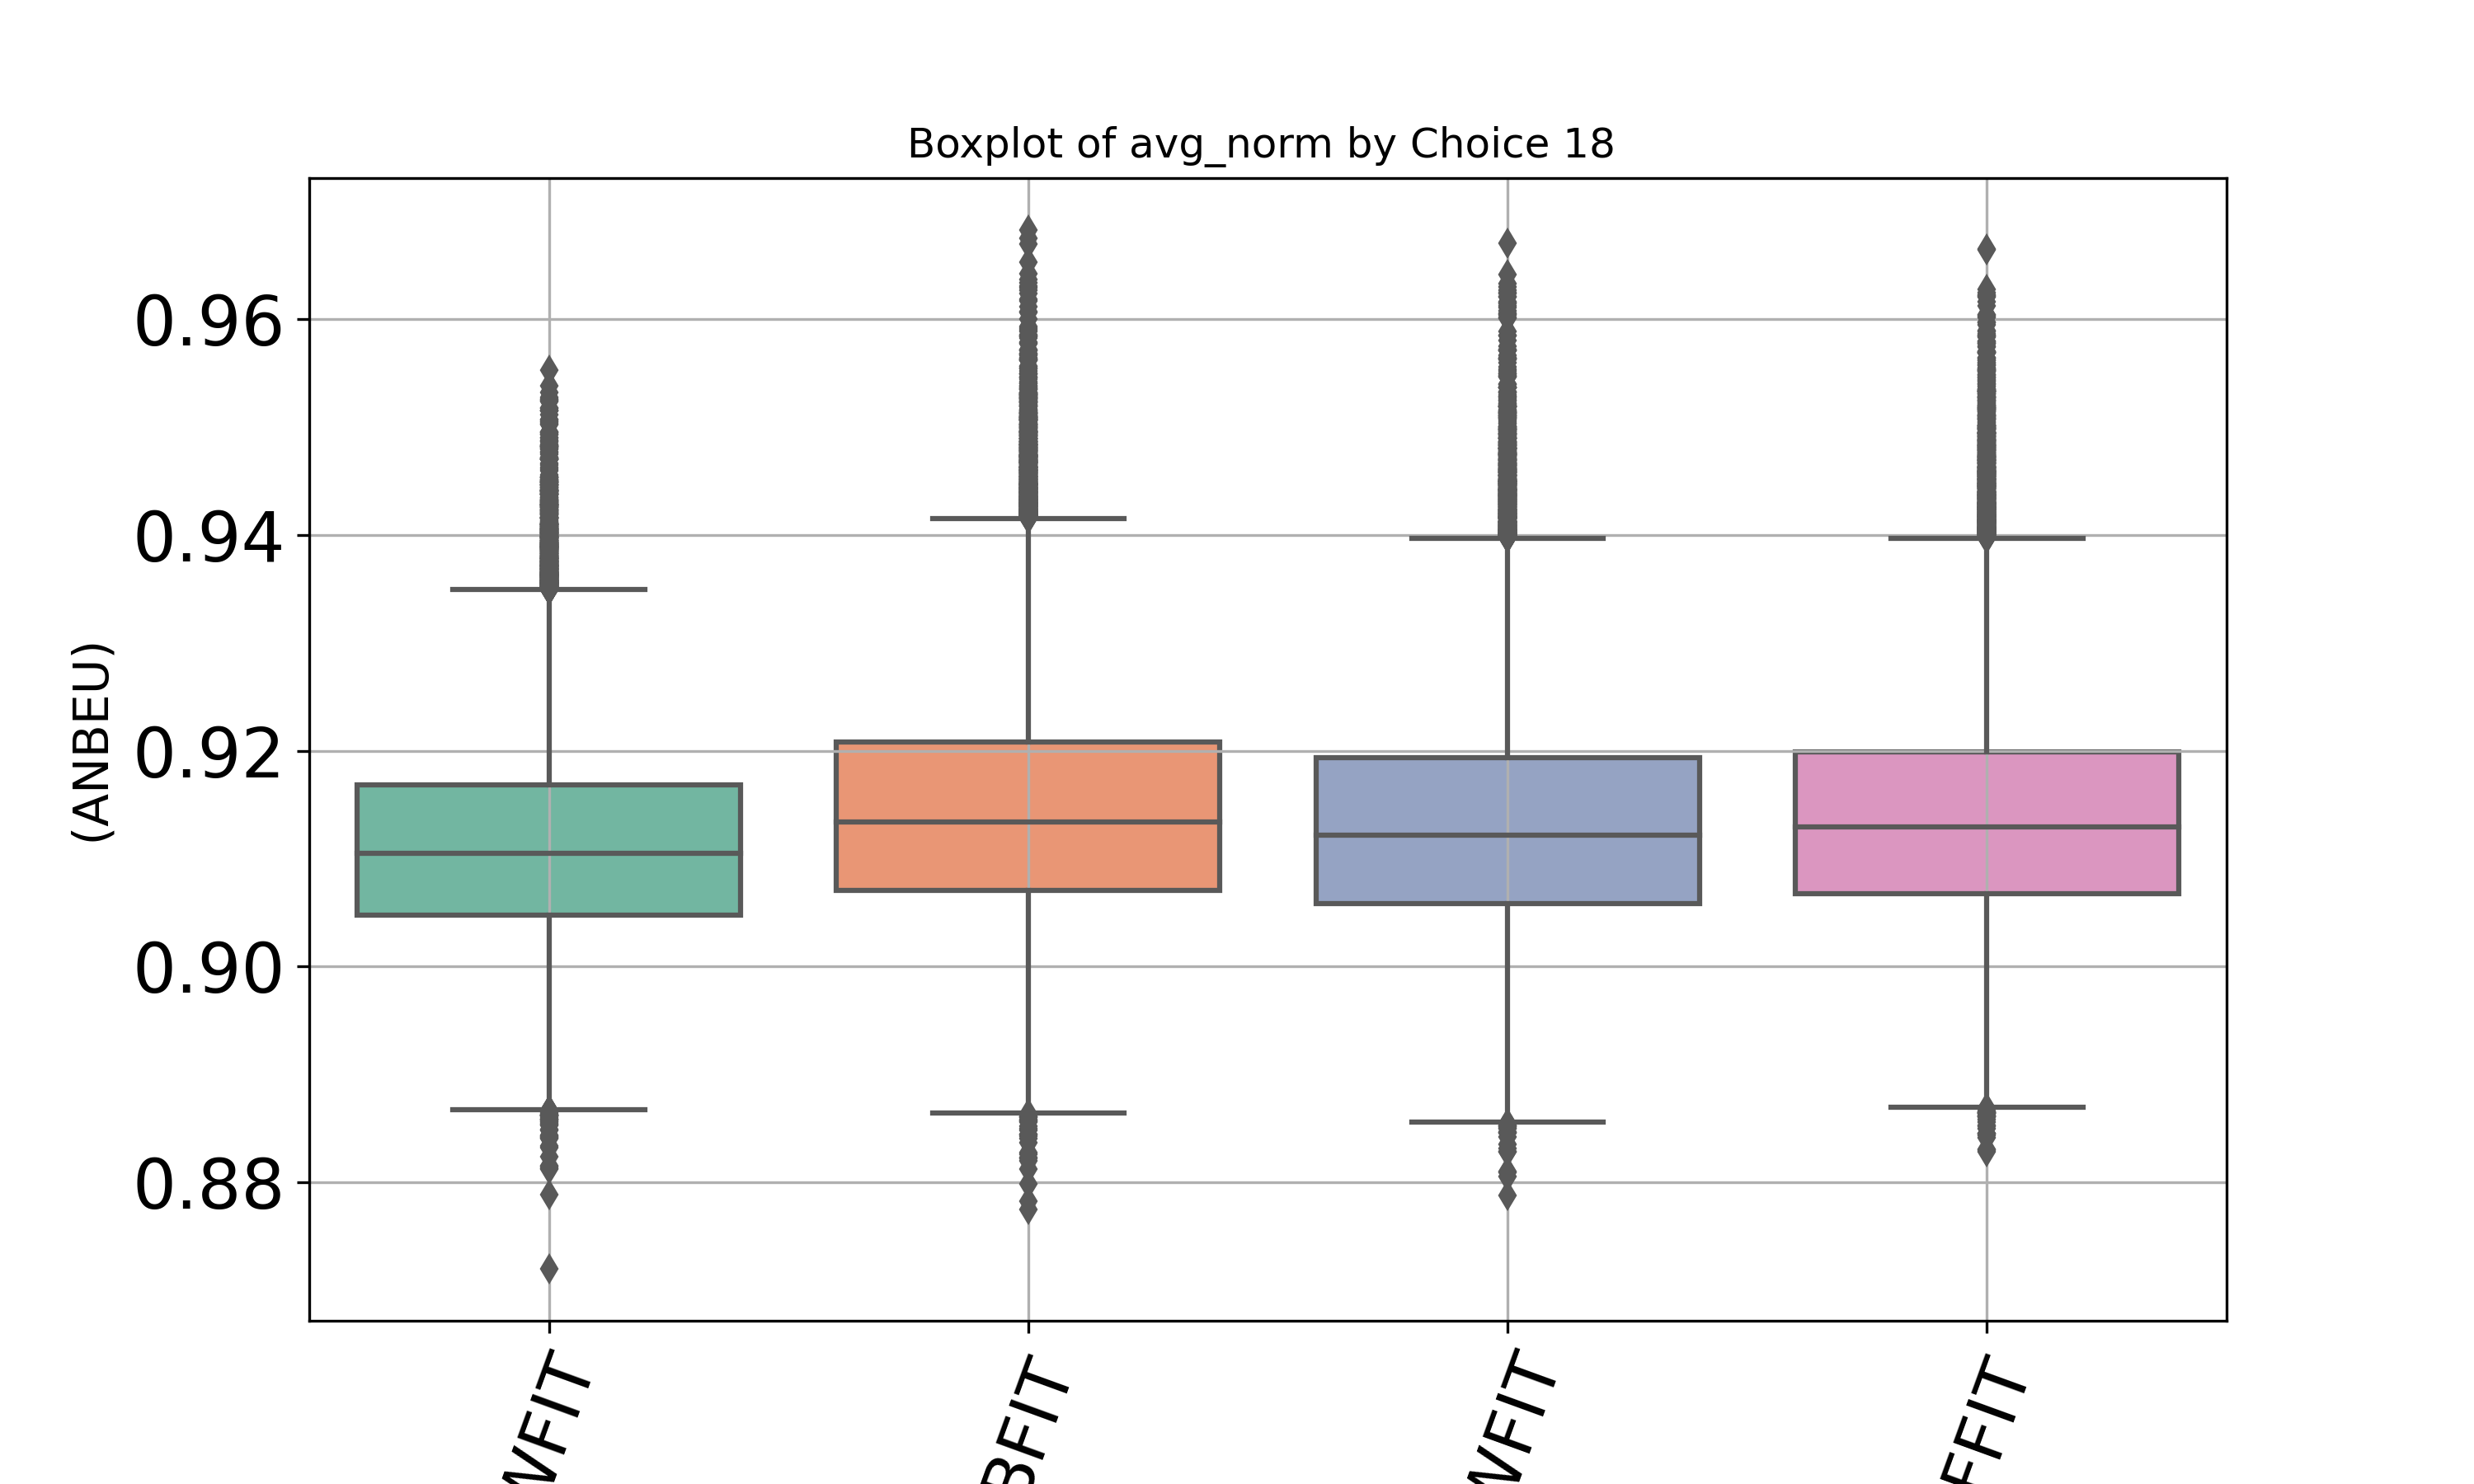 Boxplot of avg_norm by Choice 18
(ANBEU)
0.96
0.94
0.92
0.90
0.88
WFIT
BFIT
WFIT
FFIT